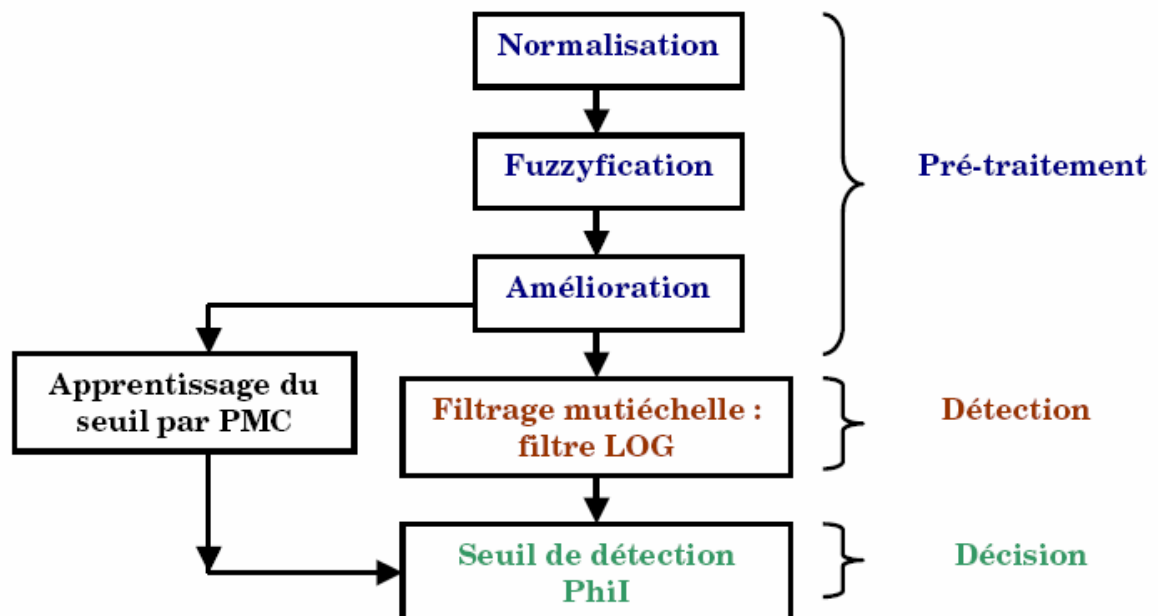 Normalisation
Fuzzyfication
Pré-traitement
Amélioration
Apprentissage du
seuil par PMC
Filtrage mutiéchelle :
filtre LOG
Détection
Seuil de détection
PhiI
Décision